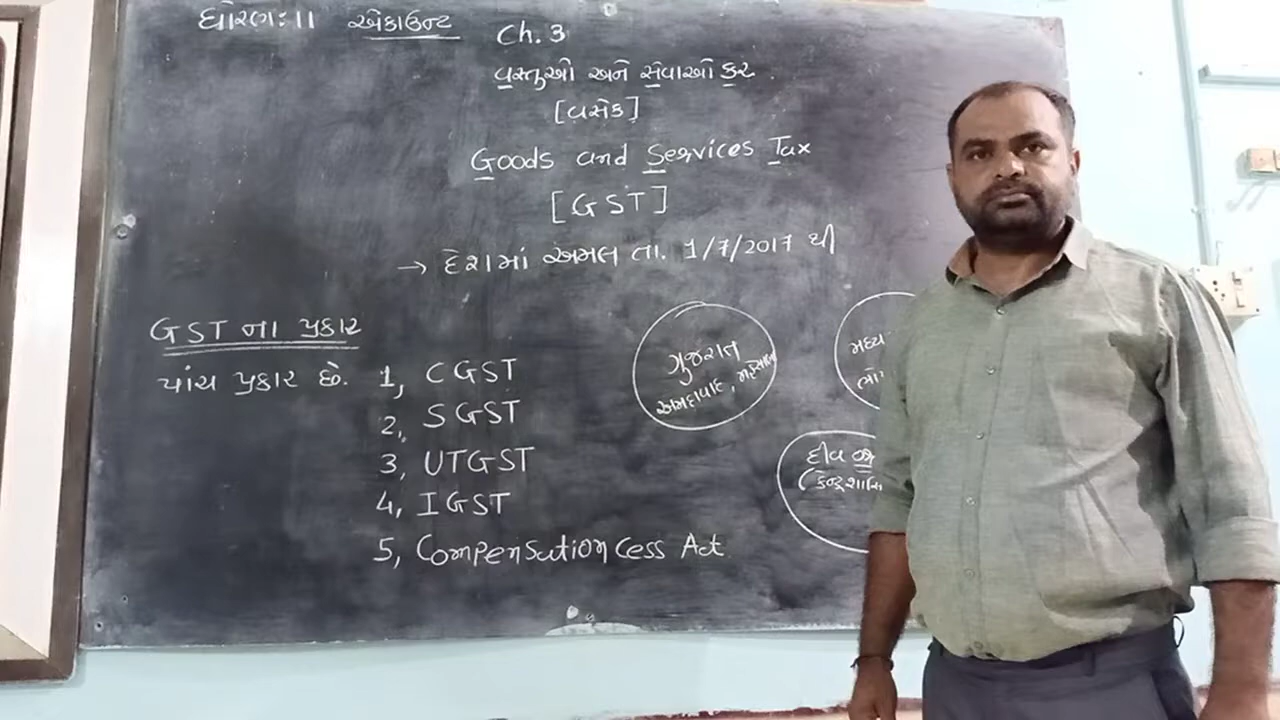 ધોરણ:11 એકાઉન્ટ
Ch. 3
વસ્તુઓ અને સેવાઓ કર
[વસેક]
Goods and Services Tax
[GST]
→ દેશમાં અમલ તા. 1/7/2017 થી
GST ના પ્રકાર
પાંચ પ્રકાર છે.
1, CGST
2, SGST
3, UTGST
4, IGST
5, Compensation Cess Act
ગુજરાત
અમદાવાદ, મહેસાણા
દીવ